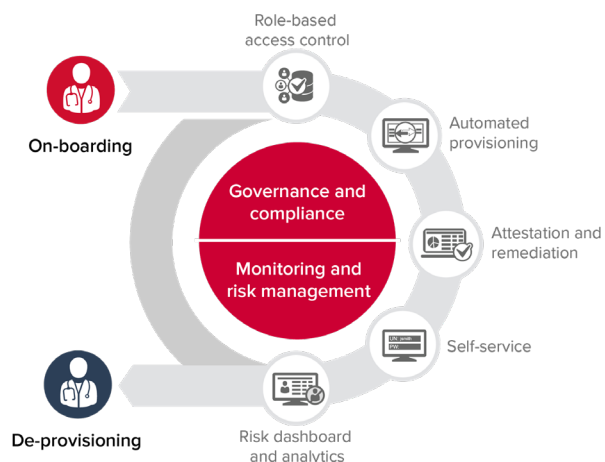 Role-based
access control
On-boarding
Automated
provisioning
Governance and
compliance
Attestation and
remediation
Monitoring and
risk management
Self-service
De-provisioning
Risk dashboard
and analytics